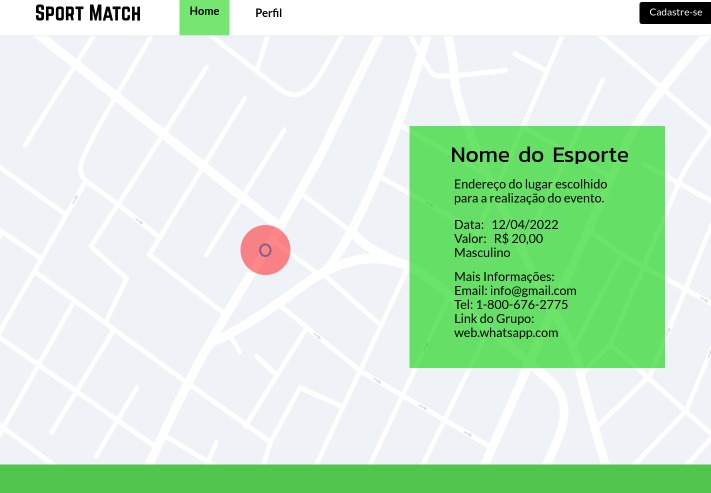 Sport Match
Home
Perfil
Cadastre-se
Nome do Esporte
Endereço do lugar escolhido
para a realização do evento.
Data: 12/04/2022
Valor: R$ 20,00
Masculino
Mais Informações:
Email: info@gmail.com
Tel: 1-800-676-2775
Link do Grupo:
web.whatsapp.com